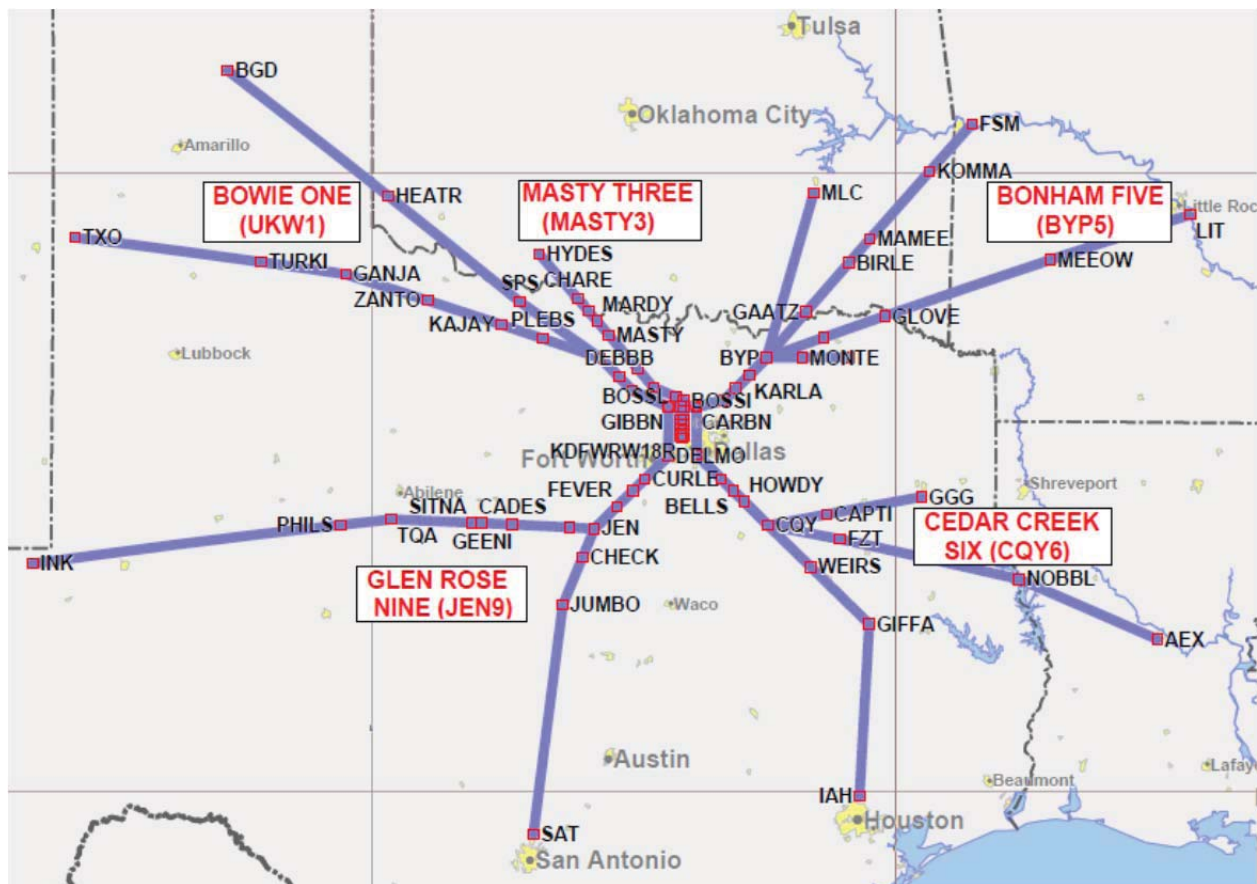 Tulsa
BGD
Oklahoma City
FSM
Amarillo
KOMMA
BOWIE ONE
(UKW1)
HEATR
MASTY THREE
(MASTY3)
MLC
BONHAM FIVE
(BYP5)
Little Roc
LIT
TXO
HYDES
MAMEE
MEEOW
TURKI
GANJA
CHARE
BIRLE
ZANTO
SPS
MARDY
GAATZ
GLOVE
KAJAY
PLEBS
MASTY
Lubbock
DEBBB
BYP
MONTE
BOSSL
BOSSI
KARLA
GIBBN
CARBN
KDFWRW18R
DELMO
Dallas
Fort Worth
CURLE
HOWDY
Shreveport
Abilene
FEVER
BELLS
GGG
SITNA
CADES
CAPTI
CEDAR CREEK
SIX (CQY6)
PHILS
TQA
GEENI
JEN
CQY
FZT
INK
CHECK
WEIRS
NOBBL
GLEN ROSE
NINE (JEN9)
JUMBO
Waco
GIFFA
AEX
Austin
Lafaye
Beaumont
IAH
Houston
SAT
San Antonio